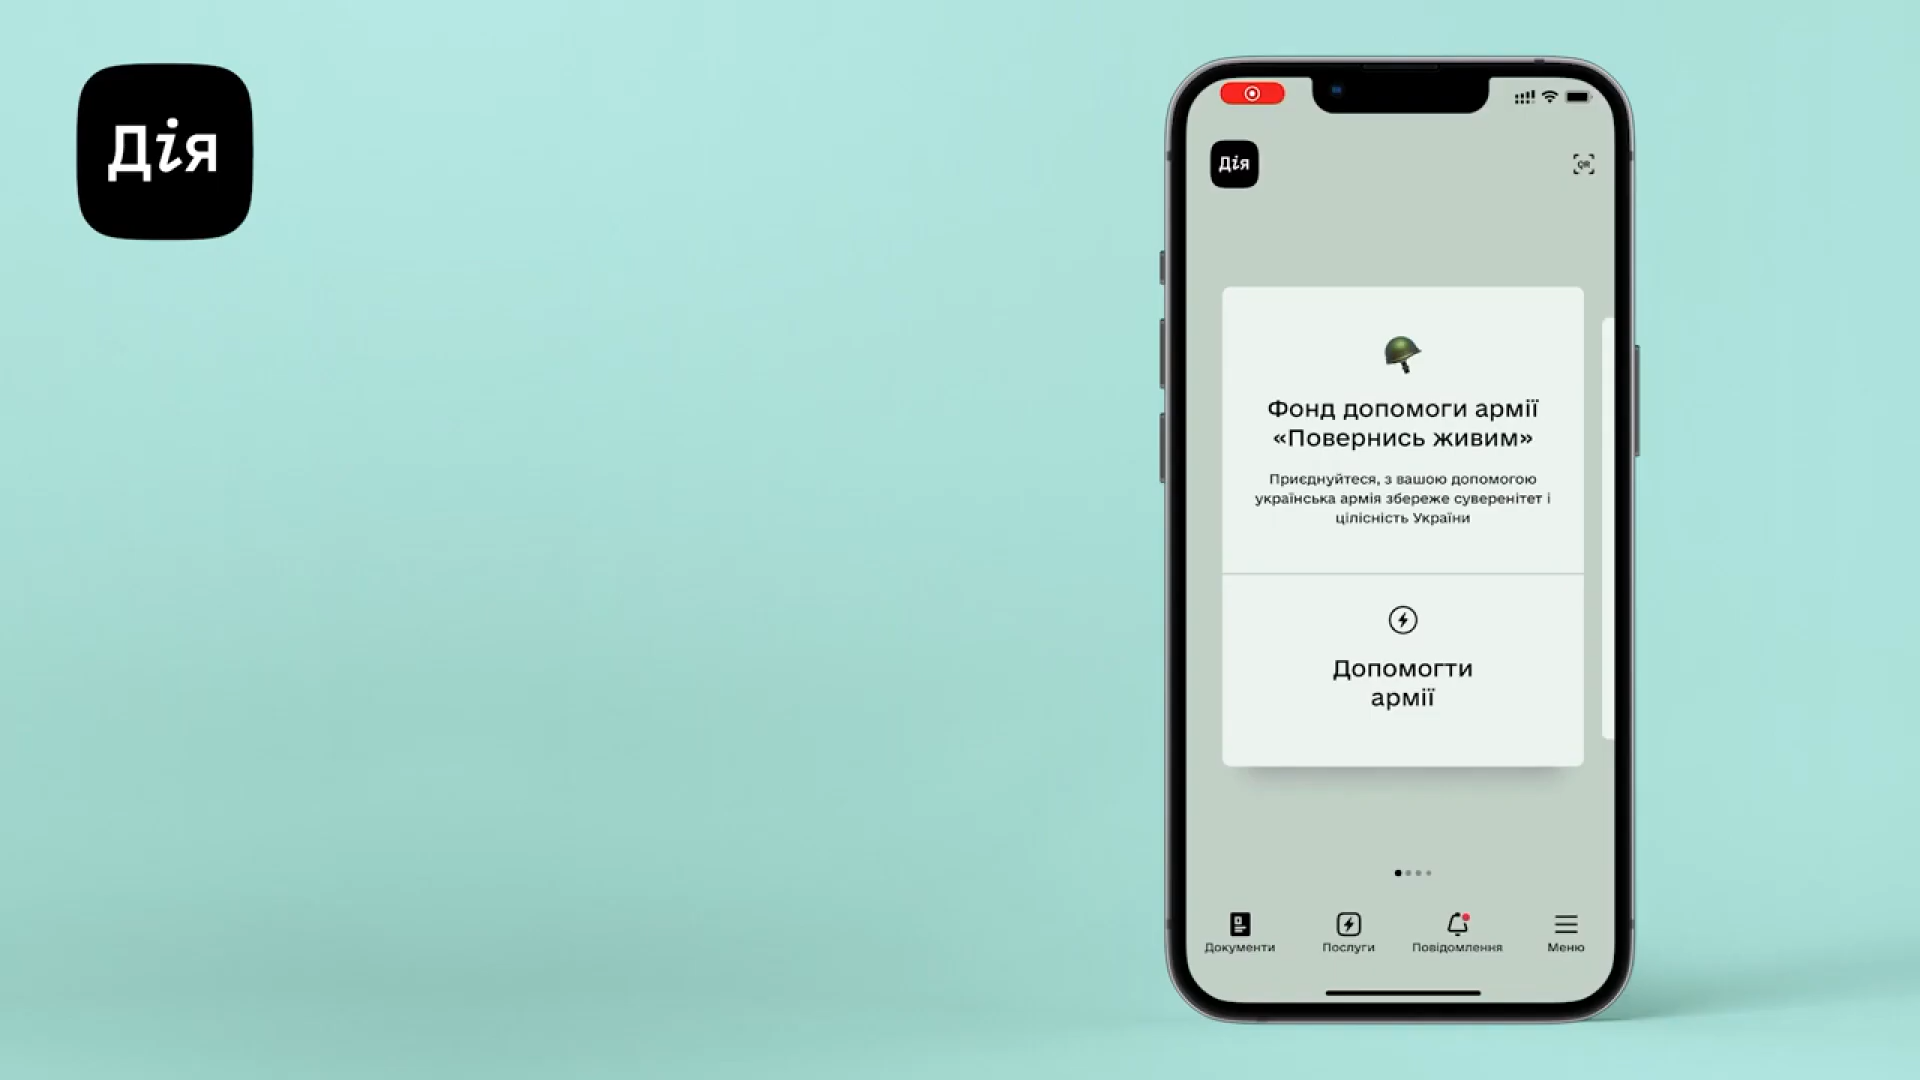 Дія
Дія
QR
Фонд допомоги армії
«Повернись живим»
Приєднуйтеся, з вашою допомогою
українська армія збереже суверенітет і
цілісність України
Допомогти
армії
Документи
Послуги
Повідомлення
Меню